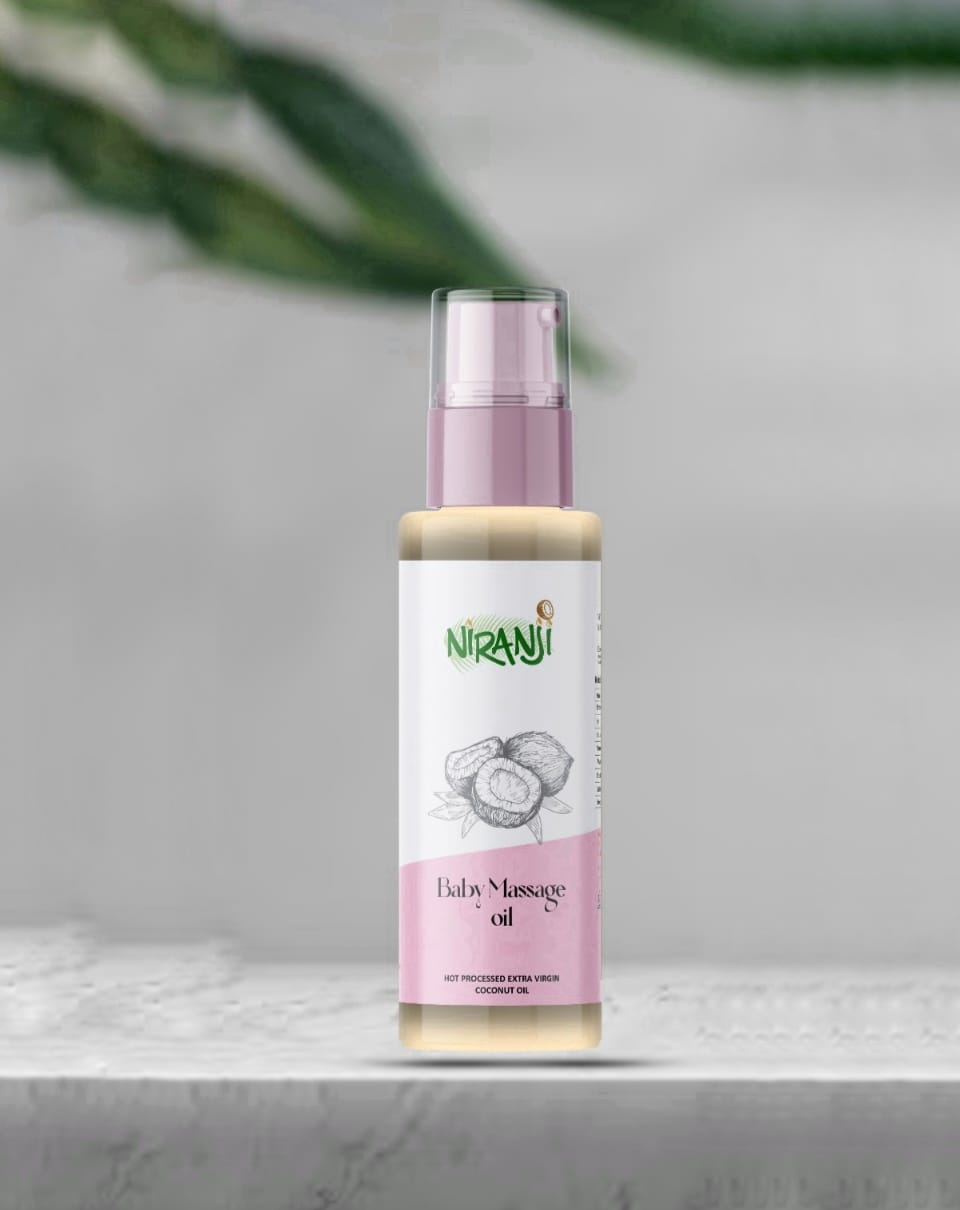 NIRANJI
Baby Massage
oil
HOT PROCESSED EXTRA VIRGIN
COCONUT OIL